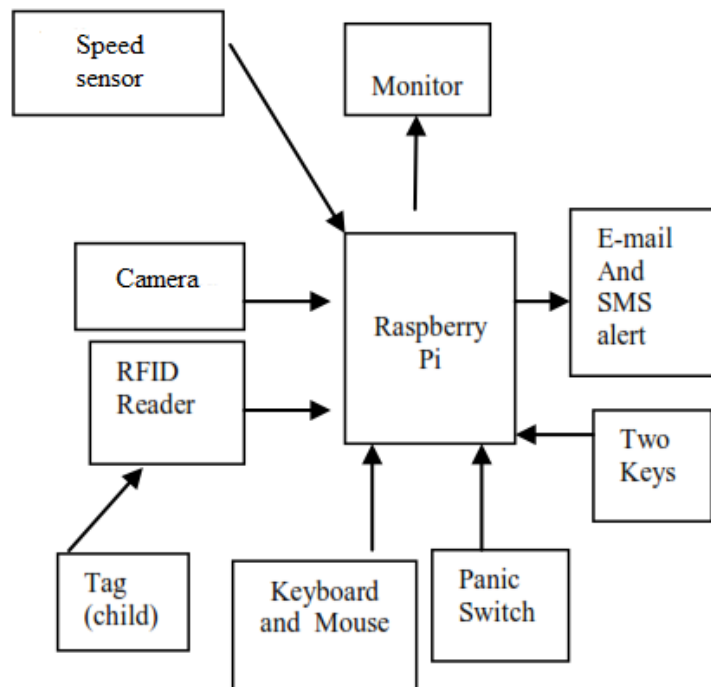 Speed
sensor
Monitor
Camera
Raspberry
Pi
E-mail
And
SMS
alert
RFID
Reader
Two
Keys
Tag
(child)
Keyboard
and Mouse
Panic
Switch